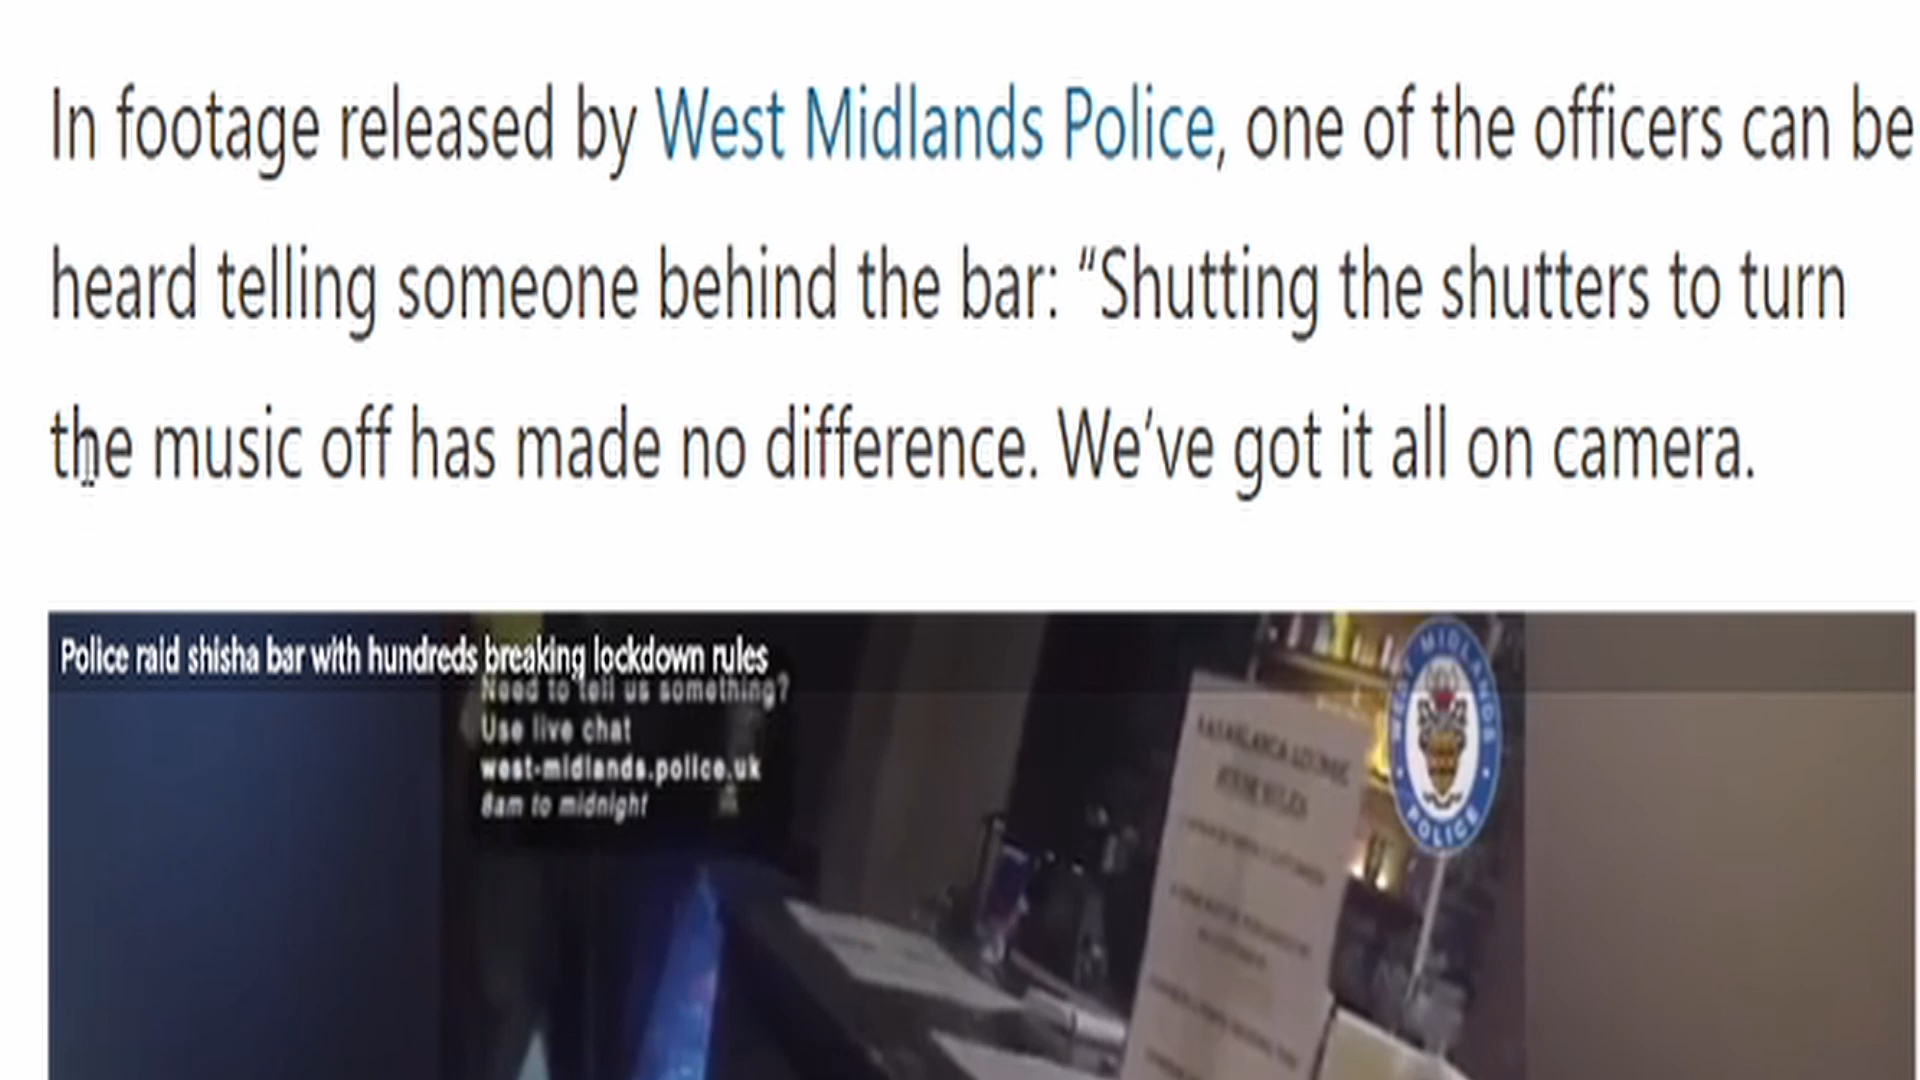 In footage released by West Midlands Police, one of the officers can be
heard telling someone behind the bar: “Shutting the shutters to turn
the music off has made no difference. We’ve got it all on camera.
Police raid shisha bar with hundreds breaking lockdown rules
Need to tell us something?
Use live chat
west-midlands.police.uk
8am to midnight
WEST MIDLANDS
POLICE